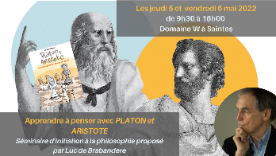 Les jeudi 5 et vendredi 6 mai 2022
de 9h30 à 16h00
Domaine W à Saintes
Platon,
Aristote
Apprendre à penser avec PLATON et
ARISTOTE
Séminaire d'initiation à la philosophie proposé
par Luc de Brabandere